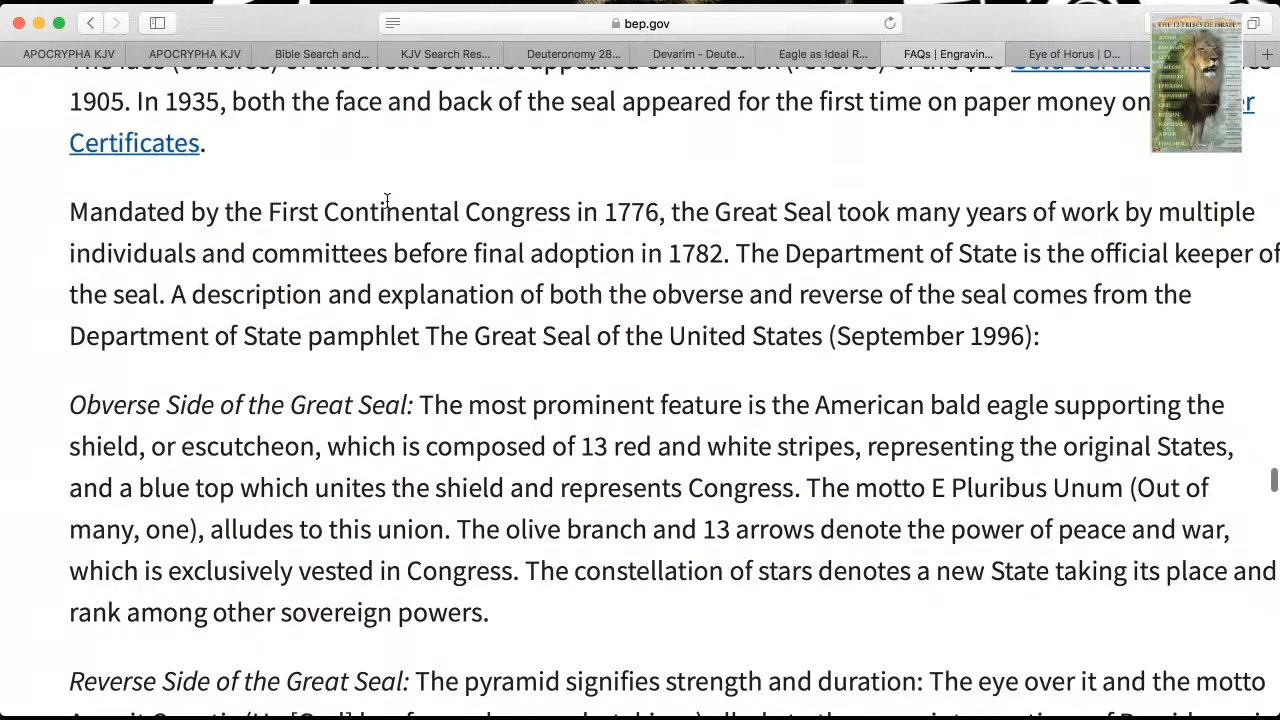 bep.gov
APOCRYPHA KJV
APOCRYPHA KJV
Bible Search and...
KJV Search Res...
Deuteronomy 28...
Devarim - Deute...
Eagle as Ideal R...
FAQs | Engravin...
Eye of Horus | D...
THE 12 TRIBES OF ISRAEL
1905. In 1935, both the face and back of the seal appeared for the first time on paper money on
Certificates.
Mandated by the First Continental Congress in 1776, the Great Seal took many years of work by multiple
individuals and committees before final adoption in 1782. The Department of State is the official keeper of
the seal. A description and explanation of both the obverse and reverse of the seal comes from the
Department of State pamphlet The Great Seal of the United States (September 1996):
Obverse Side of the Great Seal: The most prominent feature is the American bald eagle supporting the
shield, or escutcheon, which is composed of 13 red and white stripes, representing the original States,
and a blue top which unites the shield and represents Congress. The motto E Pluribus Unum (Out of
many, one), alludes to this union. The olive branch and 13 arrows denote the power of peace and war,
which is exclusively vested in Congress. The constellation of stars denotes a new State taking its place and
rank among other sovereign powers.
Reverse Side of the Great Seal: The pyramid signifies strength and duration: The eye over it and the motto